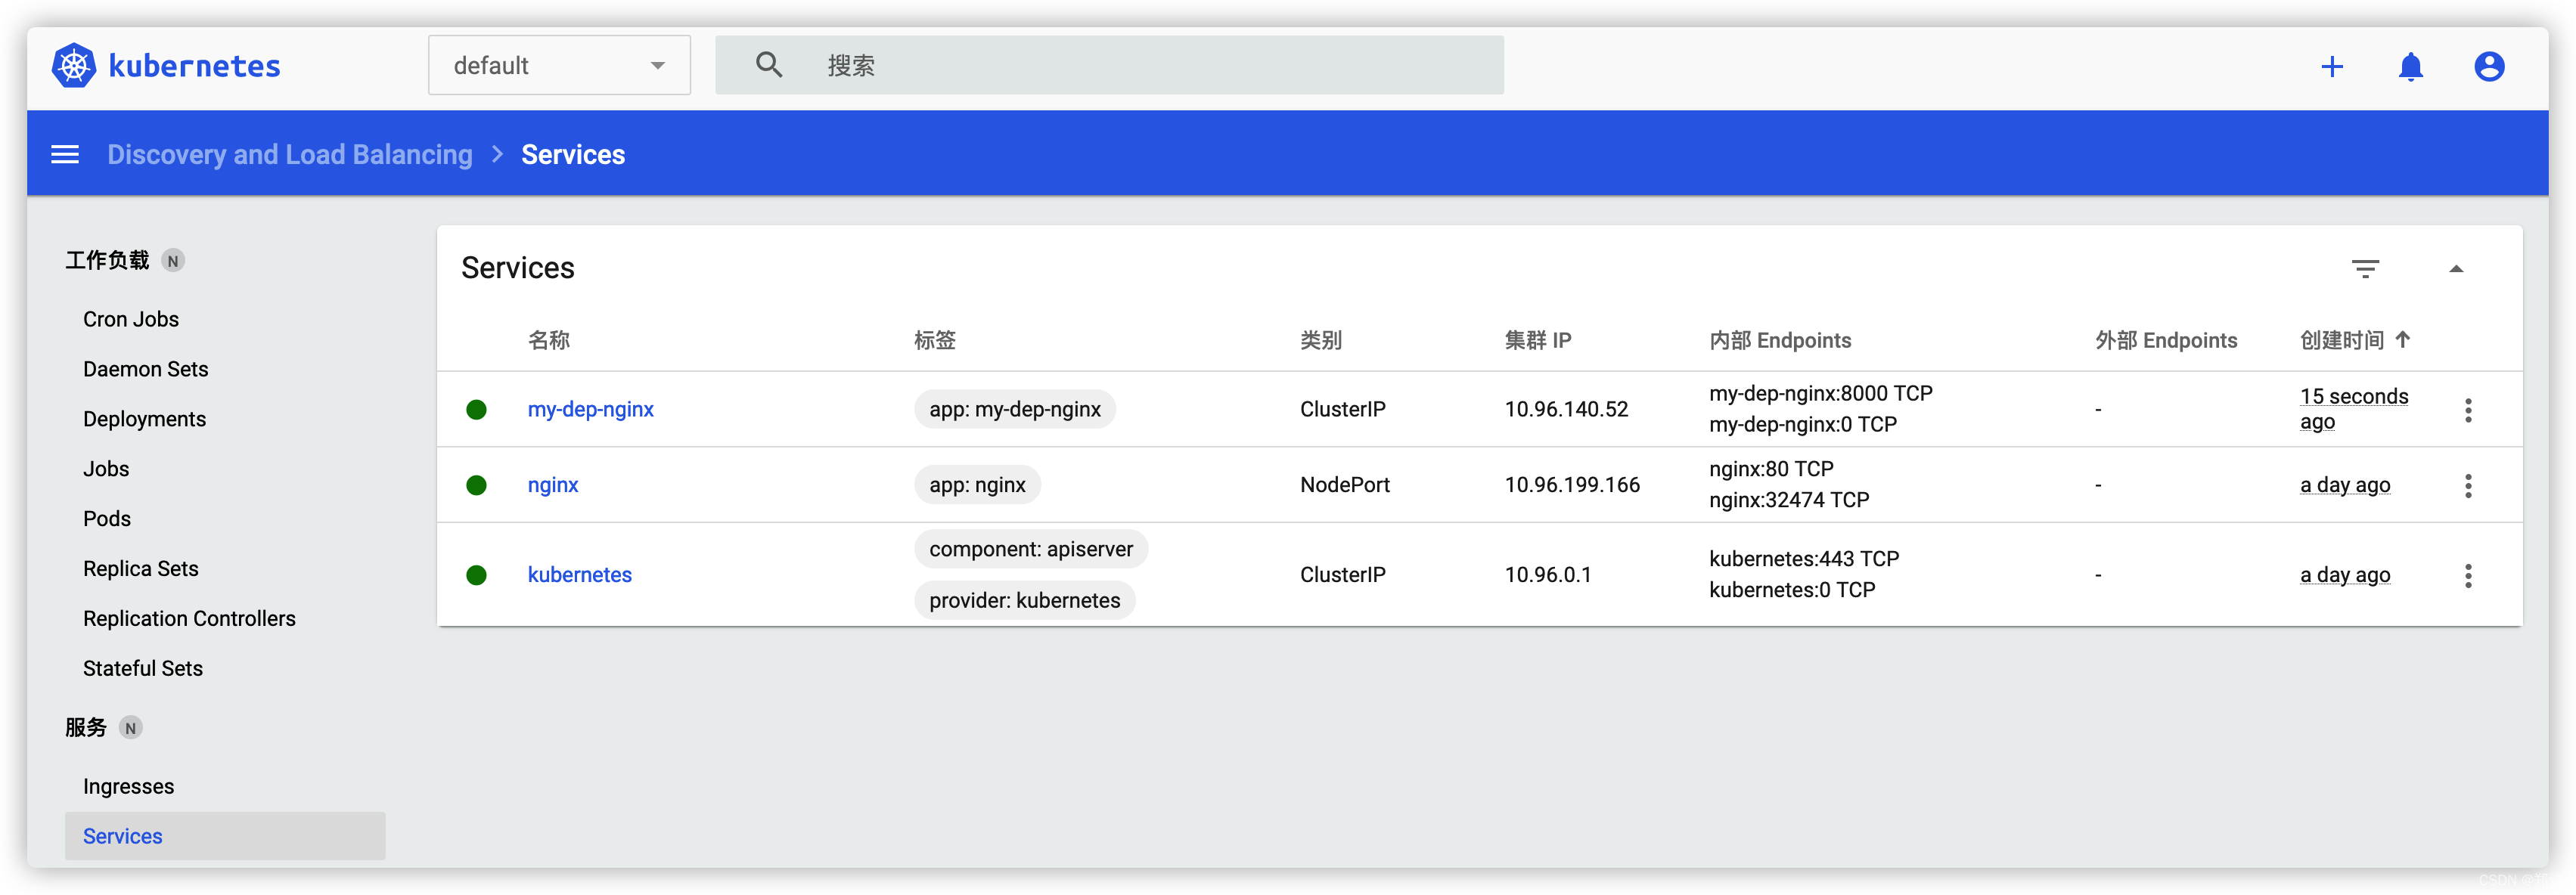 kubernetes
default
搜索
Discovery and Load Balancing > Services
工作负载 N
Cron Jobs
Daemon Sets
Deployments
Jobs
Pods
Replica Sets
Replication Controllers
Stateful Sets
服务 N
Ingresses
Services
Services
名称 标签 类别 集群 IP 内部 Endpoints 外部 Endpoints 创建时间 ↑
my-dep-nginx app: my-dep-nginx ClusterIP 10.96.140.52 my-dep-nginx:8000 TCP - 15 seconds
my-dep-nginx:0 TCP ago
nginx app: nginx NodePort 10.96.199.166 nginx:80 TCP - a day ago
nginx:32474 TCP
kubernetes component: apiserver ClusterIP 10.96.0.1 kubernetes:443 TCP - a day ago
provider: kubernetes kubernetes:0 TCP